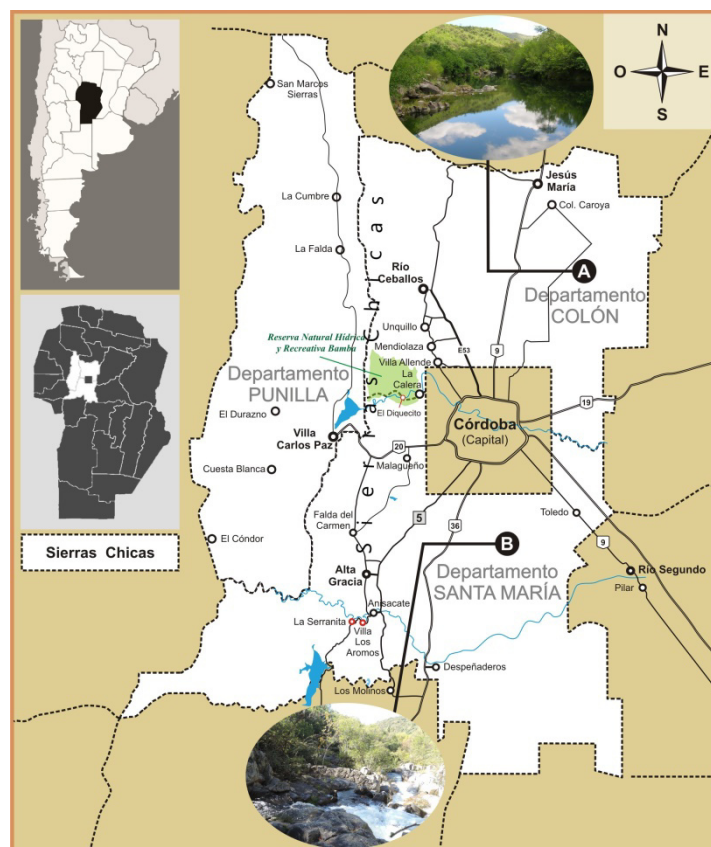 N
O
E
S
San Marcos
Sierras
Jesús
María
Col. Caroya
La Cumbre
La Falda
Sierras Chicas
Río
Ceballos
A
Departamento
COLÓN
Unquillo
Reserva Natural Hídrica
y Recreativa Bamba
Mendiolaza
E53
9
Villa Allende
La
Calera
Departamento
PUNILLA
El Diquecito
19
El Durazno
Córdoba
(Capital)
Villa
Carlos Paz
20
Malagueño
Cuesta Blanca
Falda del
Carmen
5
36
Toledo
9
El Cóndor
Sierras Chicas
B
Departamento
SANTA MARÍA
Alta
Gracia
Río Segundo
Pilar
Anisacate
La Serranita
Villa
Los
Aromos
Despeñaderos
Los Molinos